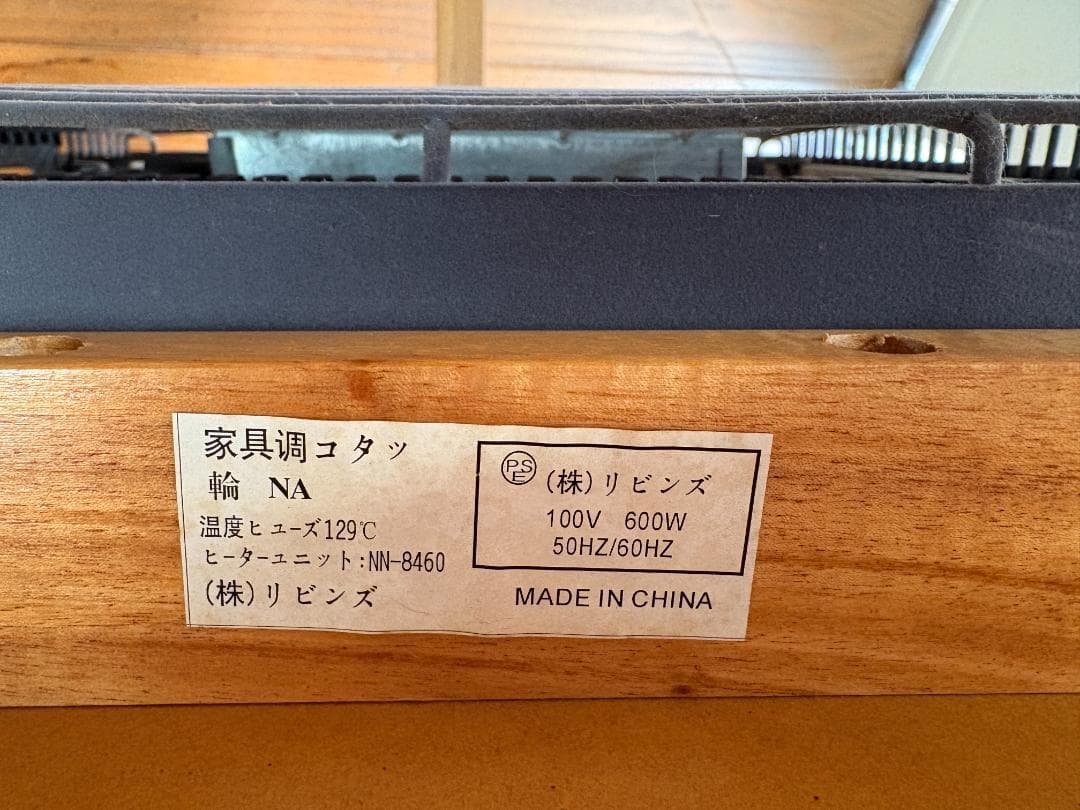 家具调コタッ
輪 NA
温度ヒューズ129℃
ヒーターユニット:NN-8460
(株)リビンズ
PSE (株)リビンズ
100V 600W
50HZ/60HZ
MADE IN CHINA